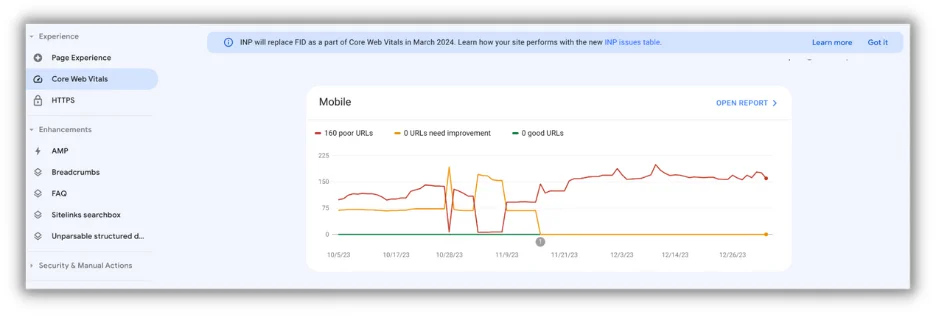 Experience
Page Experience
Core Web Vitals
HTTPS
Enhancements
AMP
Breadcrumbs
FAQ
Sitelinks searchbox
Unparsable structured d...
Security & Manual Actions
INP will replace FID as a part of Core Web Vitals in March 2024. Learn how your site performs with the new INP issues table.
Learn more
Got it
Mobile
OPEN REPORT
160 poor URLs
0 URLs need improvement
0 good URLs
225
150
75
0
1
10/5/23
10/17/23
10/28/23
11/9/23
11/21/23
12/3/23
12/14/23
12/26/23